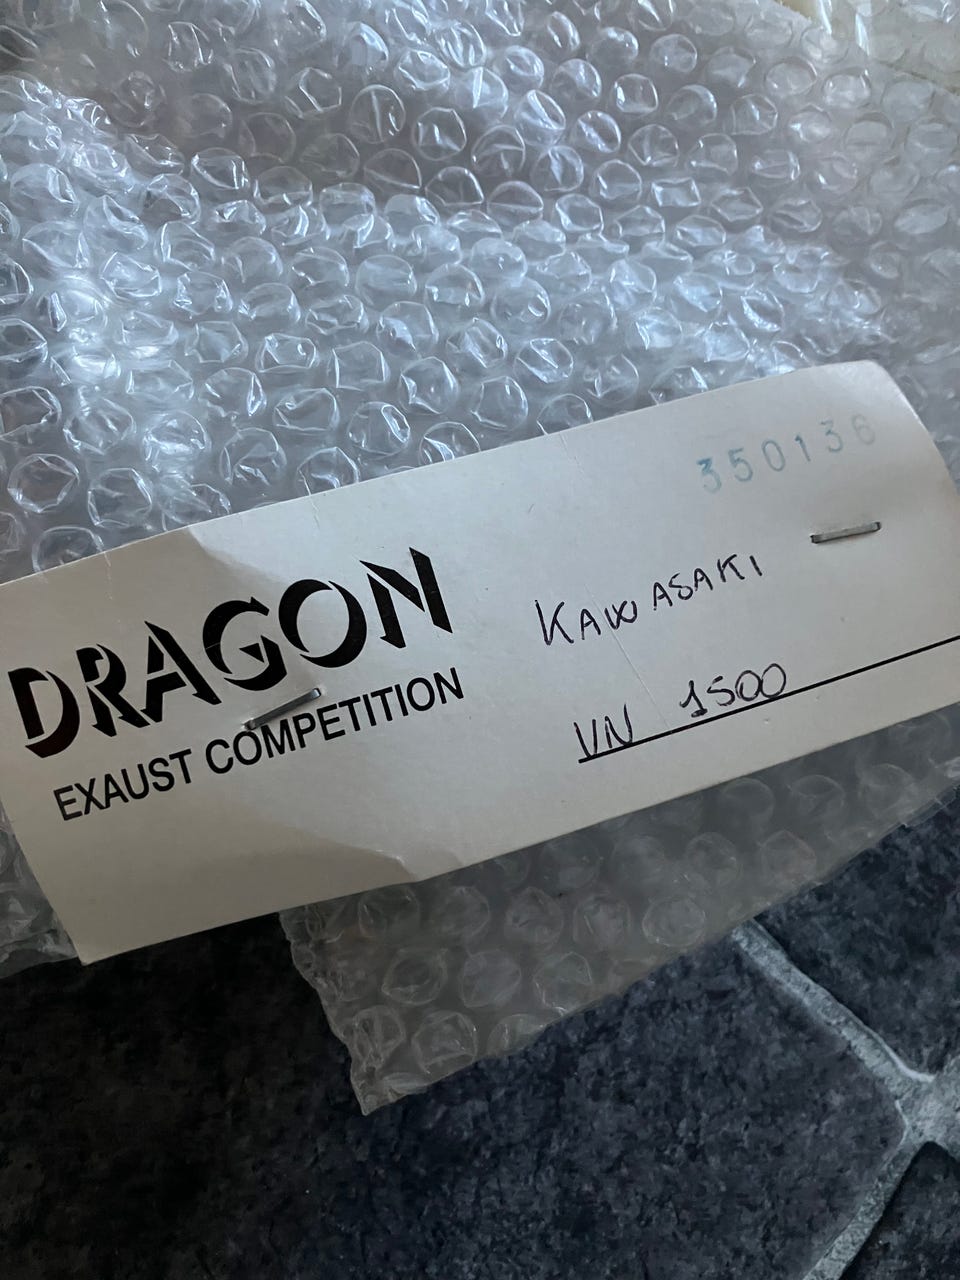 350136
DRAGON
EXAUST COMPETITION
KAWASAKI
VN 1500